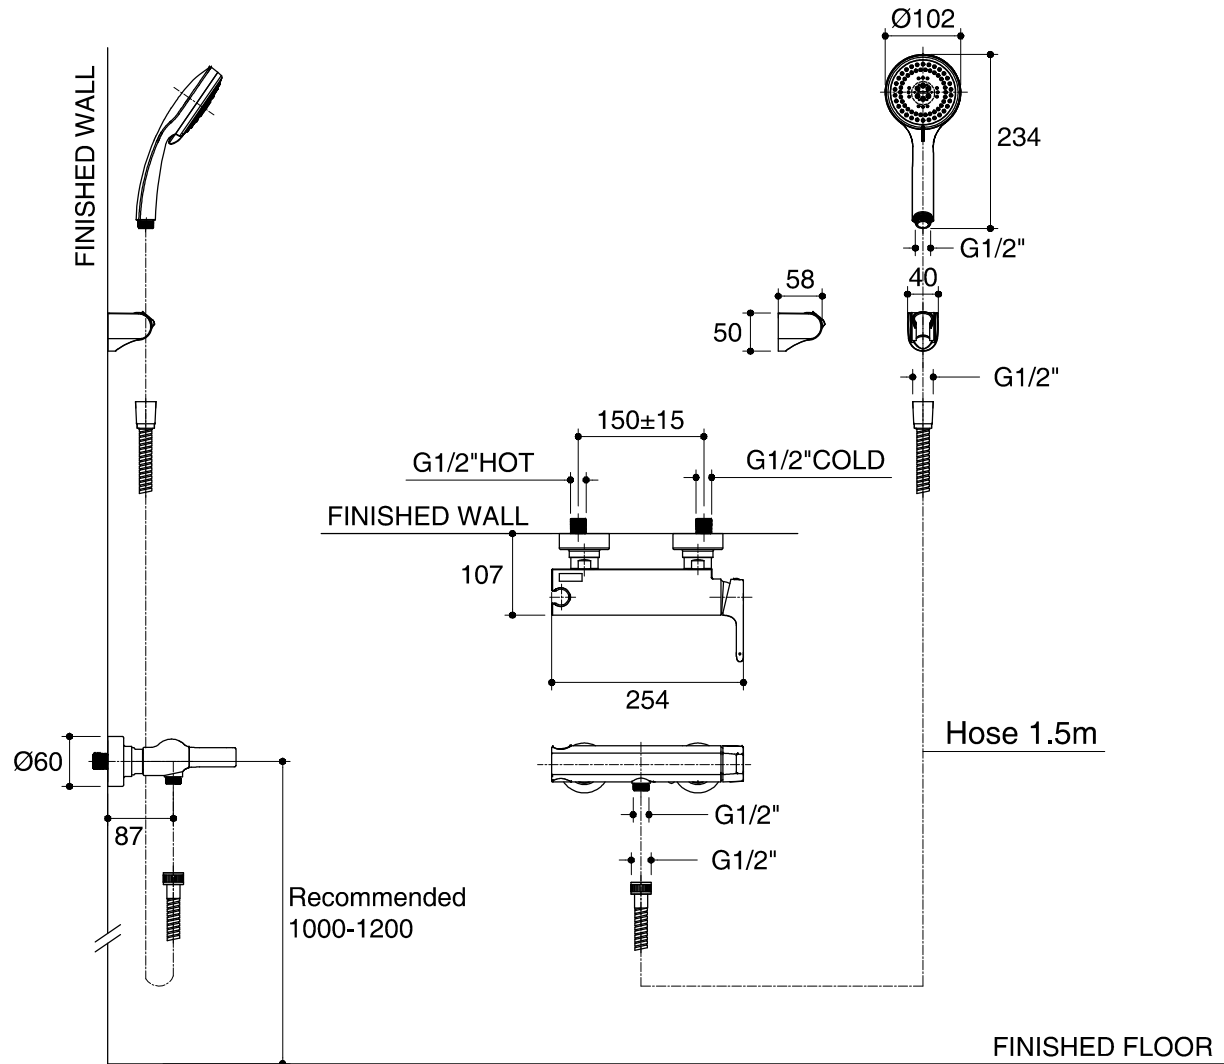 Ø102
FINISHED WALL
234
G1/2"
58
40
50
G1/2"
150±15
G1/2"HOT
G1/2"COLD
FINISHED WALL
107
254
Hose 1.5m
Ø60
G1/2"
87
G1/2"
Recommended
1000-1200
FINISHED FLOOR